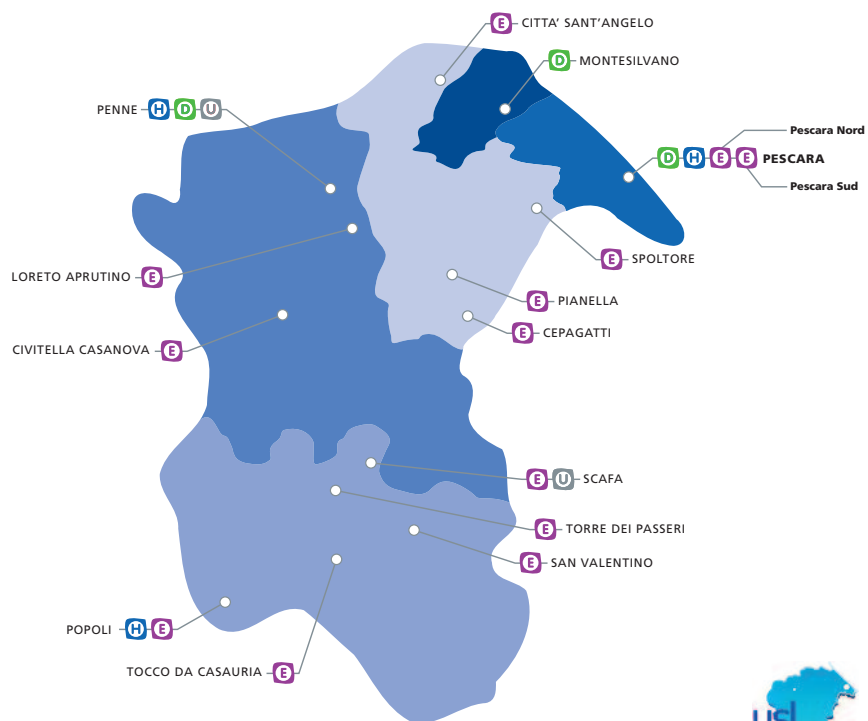 E CITTA' SANT'ANGELO
D MONTESILVANO
PENNE H D U
Pescara Nord
D H E E PESCARA
Pescara Sud
E SPOLTORE
LORETO APRUTINO E
E PIANELLA
E CEPAGATTI
CIVITELLA CASANOVA E
E U SCAFA
E TORRE DEI PASSERI
E SAN VALENTINO
POPOLI H E
TOCCO DA CASAURIA E
usl